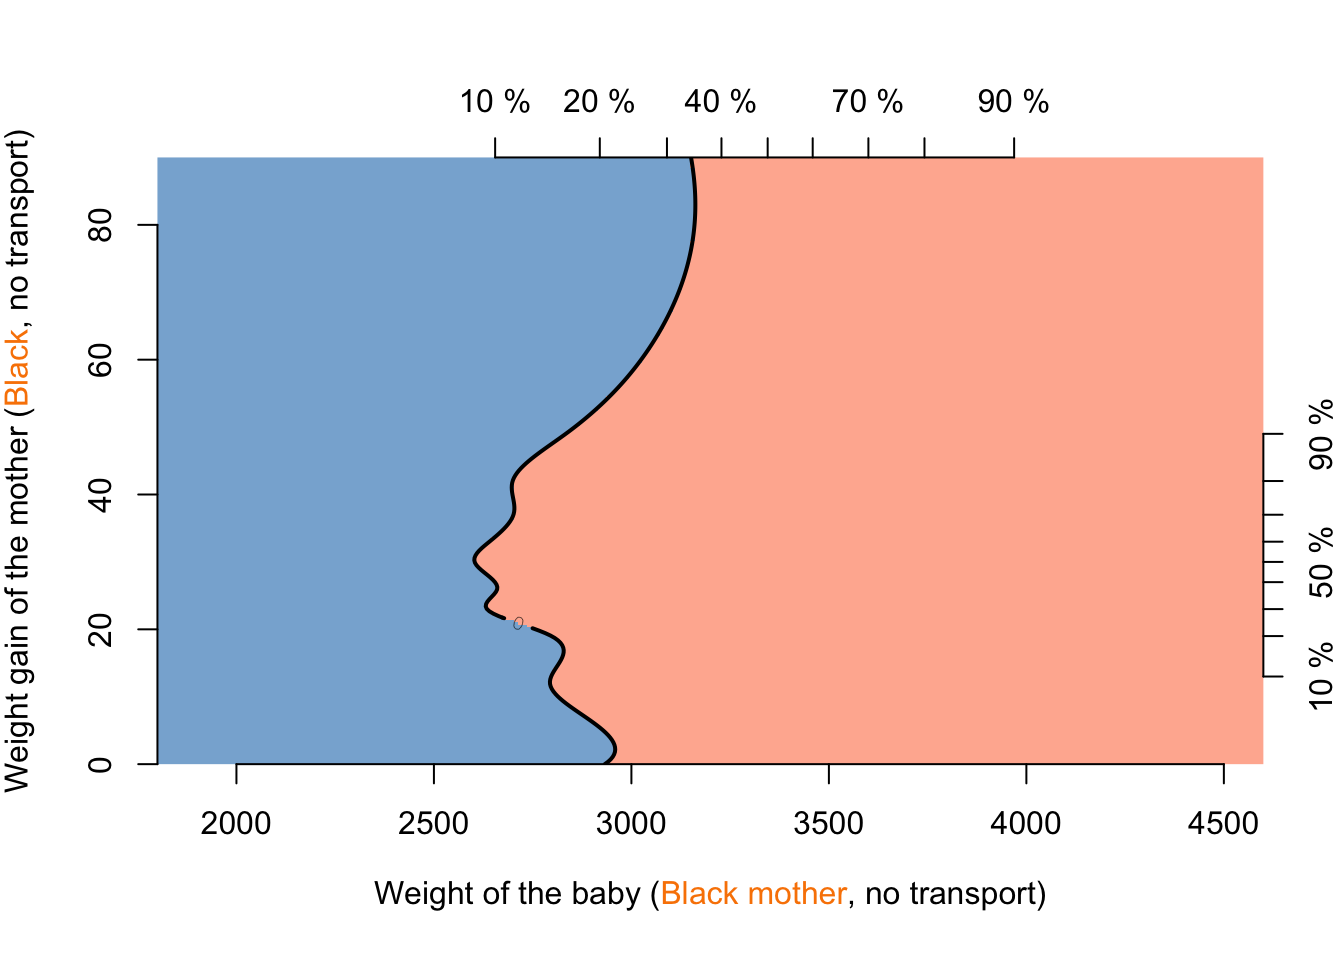 10 % 20 % 40 % 70 % 90 %
Weight gain of the mother (Black, no transport)
80
60
40
20
0
0
90 %
50 %
10 %
2000 2500 3000 3500 4000 4500
Weight of the baby (Black mother, no transport)